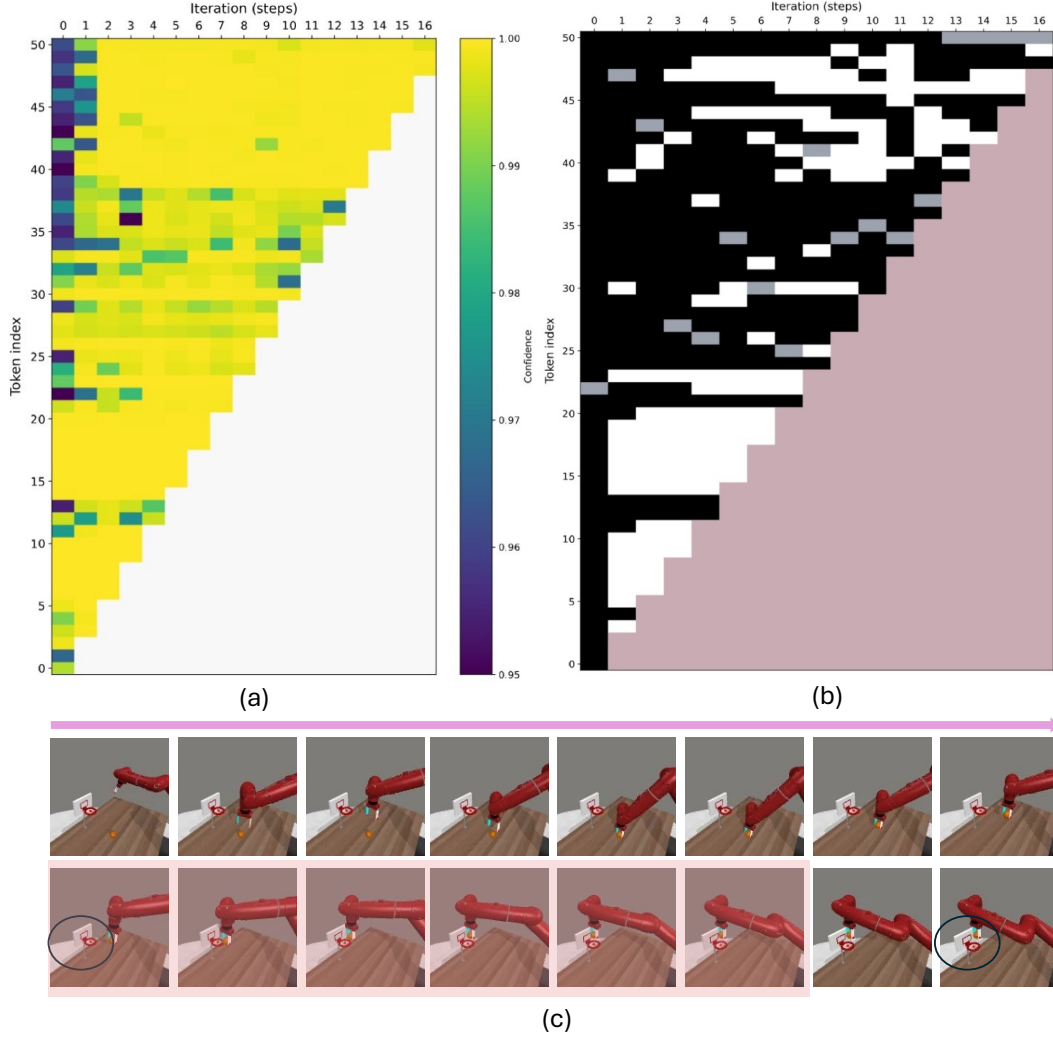 Iteration (steps)
0 1 2 3 4 5 6 7 8 9 10 11 12 13 14 15 16
50
45
40
35
30
25
20
15
10
5
0
Token index
1.00
0.99
0.98
0.97
0.96
0.95
Confidence
(a)
Iteration (steps)
0 1 2 3 4 5 6 7 8 9 10 11 12 13 14 15 16
50
45
40
35
30
25
20
15
10
5
0
Token index
(b)
(c)